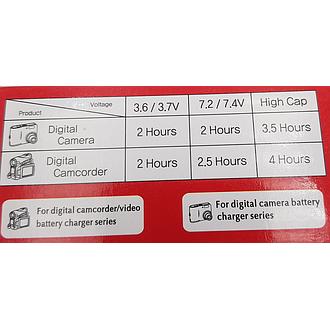 Voltage
Product
3.6 / 3.7V
7.2 / 7.4V
High Cap
Digital
Camera
2 Hours
2 Hours
3.5 Hours
Digital
Camcorder
2 Hours
2,5 Hours
4 Hours
For digital camcorder/video
battery charger series
For digital camera battery
charger series